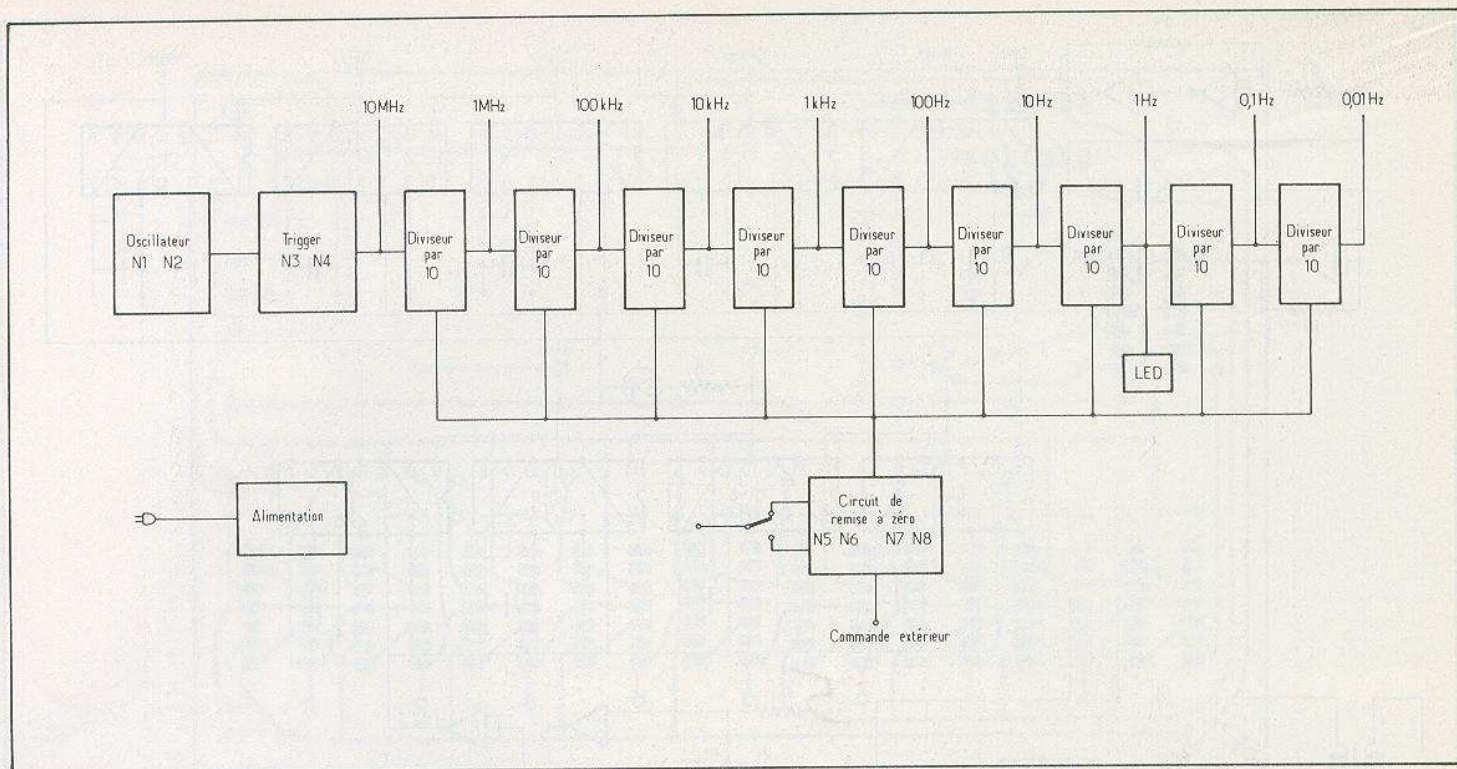 10MHz
1MHz
100kHz
10kHz
1kHz
100Hz
10Hz
1Hz
0,1Hz
0,01Hz
Oscillateur
N1 N2
Trigger
N3 N4
Diviseur
par
10
Diviseur
par
10
Diviseur
par
10
Diviseur
par
10
Diviseur
par
10
Diviseur
par
10
Diviseur
par
10
Diviseur
par
10
Diviseur
par
10
LED
Alimentation
Circuit de
remise à zéro
N5 N6 N7 N8
Commande extérieur